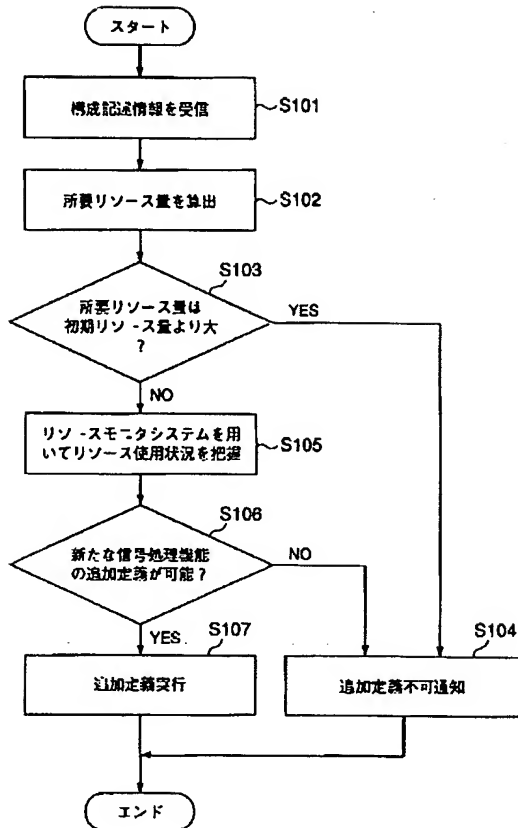 スタート
構成記述情報を受信
S101
所要リソース量を算出
S102
S103
所要リソース量は
初期リソース量より大
?
YES
NO
リソースモニタシステムを用
いてリソース使用状況を把握
S105
S106
新たな信号処理機能
の追加定義が可能?
NO
YES
S107
追加定義実行
S104
追加定義不可通知
エンド